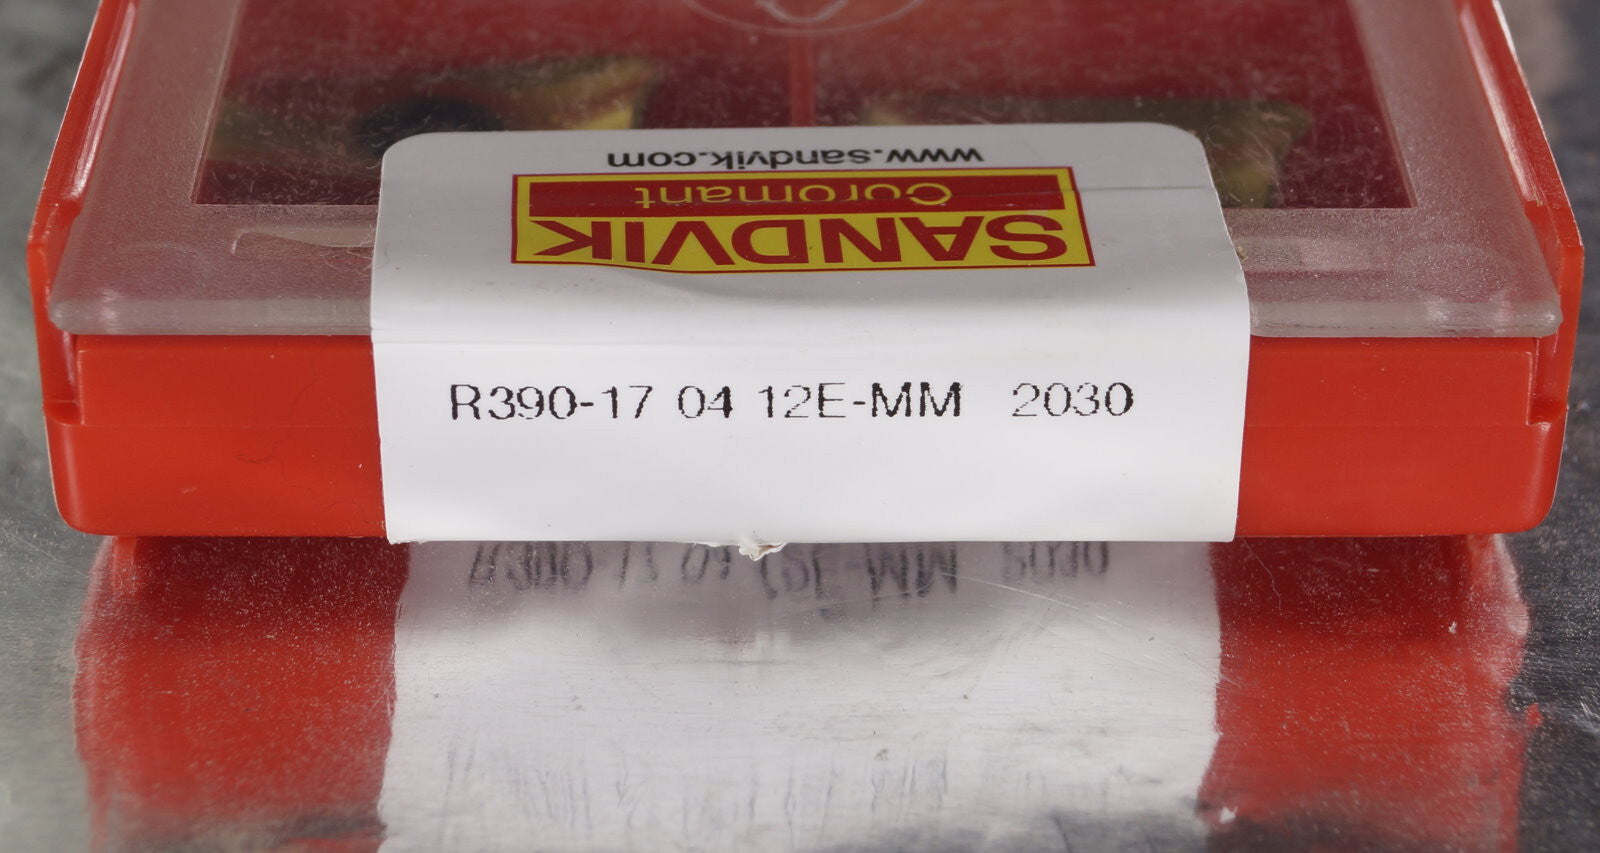 www.sandvik.com
Coromant
SANDVIK
R390-17 04 12E-MM 2030